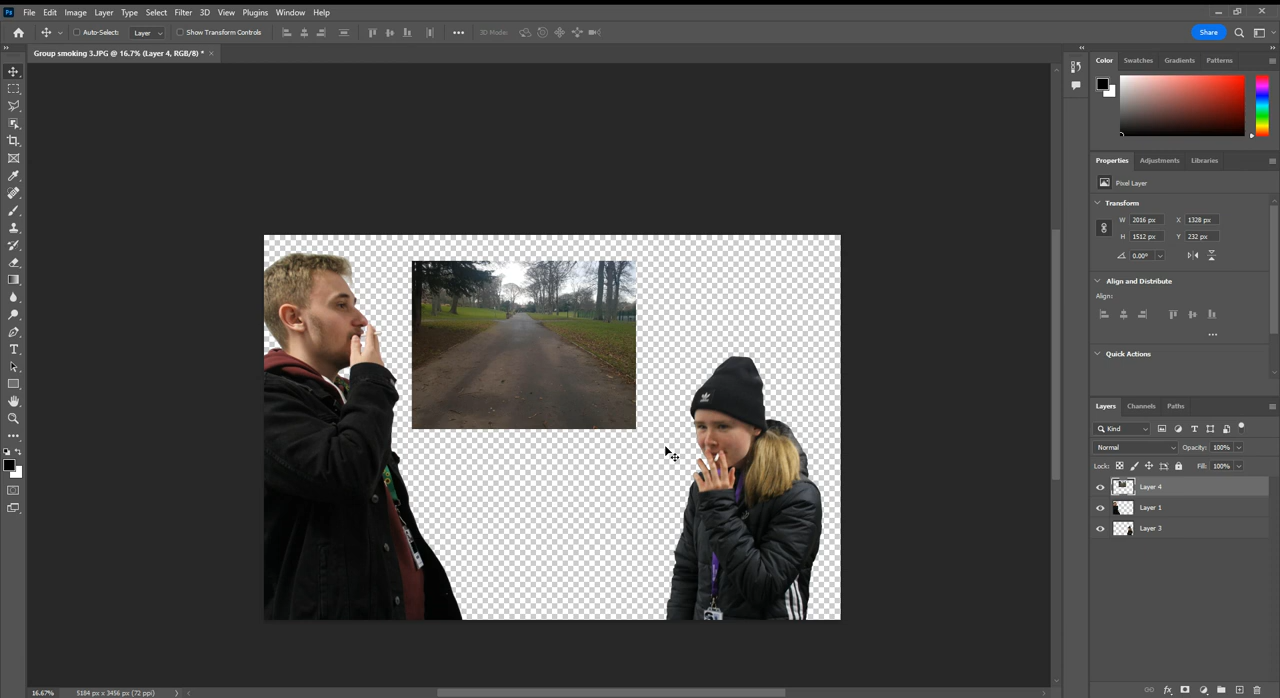 Ps File Edit Image Layer Type Select Filter 3D View Plugins Window Help
Auto-Select: Layer Show Transform Controls 3D Mode: Share
Group smoking 3.JPG @ 16.7% (Layer 4, RGB/8) *
Color Swatches Gradients Patterns
Properties Adjustments Libraries
Pixel Layer
Transform
W 2016 px X 1328 px
H 1512 px Y 232 px
0.00°
Align and Distribute
Align:
Quick Actions
Layers Channels Paths
Kind
Normal Opacity: 100%
Lock: Fill: 100%
Layer 4
Layer 1
Layer 3
16.67% 5184 px x 3456 px (72 ppi)